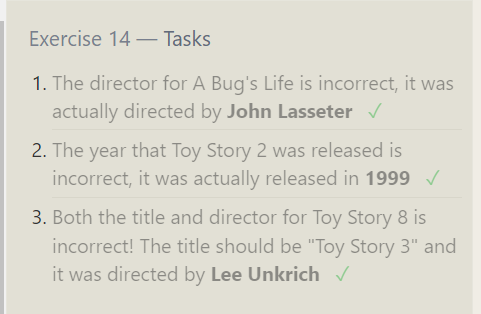 Exercise 14 — Tasks
1. The director for A Bug's Life is incorrect, it was
actually directed by John Lasseter ✓
2. The year that Toy Story 2 was released is
incorrect, it was actually released in 1999 ✓
3. Both the title and director for Toy Story 8 is
incorrect! The title should be "Toy Story 3" and
it was directed by Lee Unkrich ✓